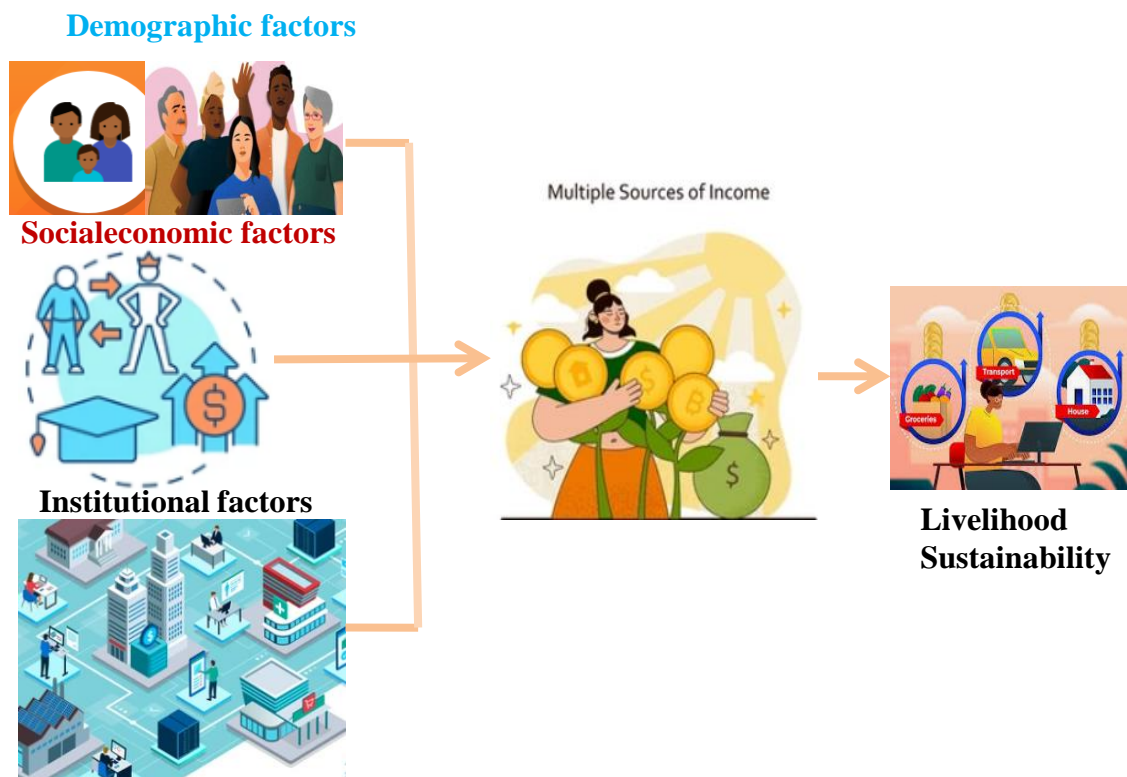 Demographic factors
Socialeconomic factors
Institutional factors
Multiple Sources of Income
$
$
B
$
Transport
Groceries
House
Livelihood
Sustainability